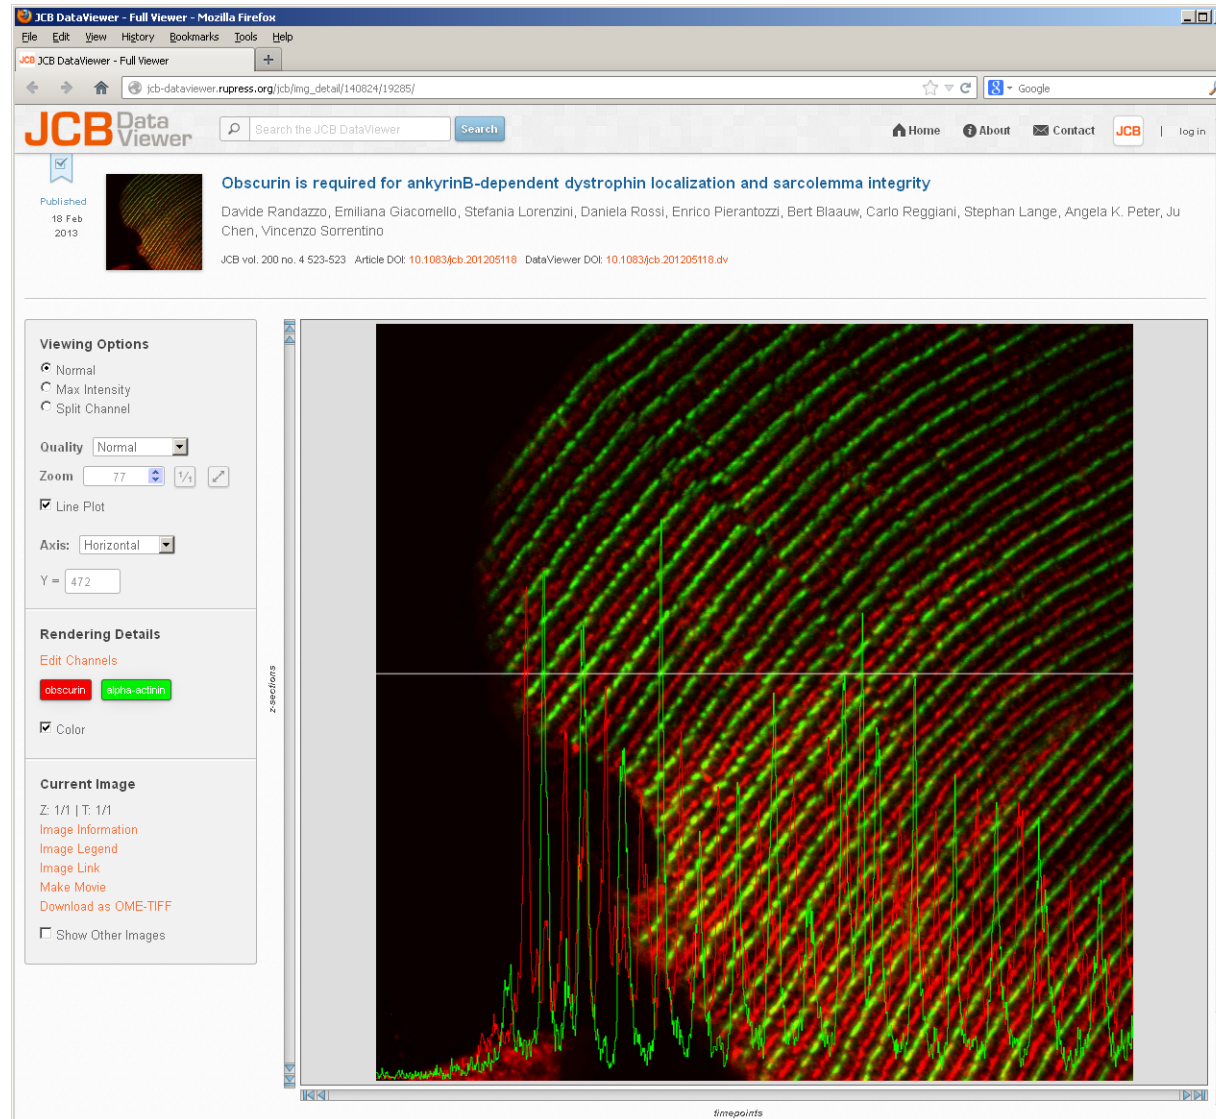 JCB DataViewer - Full Viewer - Mozilla Firefox
File Edit View History Bookmarks Tools Help
JCB JCB DataViewer - Full Viewer
jcb-dataviewer.rupress.org/jcb/img_detail/140824/19285/
Google
JCB Data Viewer
Search the JCB DataViewer
Search
Home About Contact JCB | log in
Published
18 Feb
2013
Obscurin is required for ankyrinB-dependent dystrophin localization and sarcolemma integrity
Davide Randazzo, Emiliana Giacomello, Stefania Lorenzini, Daniela Rossi, Enrico Pierantozzi, Bert Blaauw, Carlo Reggiani, Stephan Lange, Angela K. Peter, Ju
Chen, Vincenzo Sorrentino
JCB vol. 200 no. 4 523-523 Article DOI: 10.1083/jcb.201205118 DataViewer DOI: 10.1083/jcb.201205118.dv
Viewing Options
Normal
Max Intensity
Split Channel
Quality Normal
Zoom 77 1/1
Line Plot
Axis: Horizontal
Y = 472
Rendering Details
Edit Channels
obscurin alpha-actinin
Color
Current Image
Z: 1/1 | T: 1/1
Image Information
Image Legend
Image Link
Make Movie
Download as OME-TIFF
Show Other Images
z-sections
timepoints